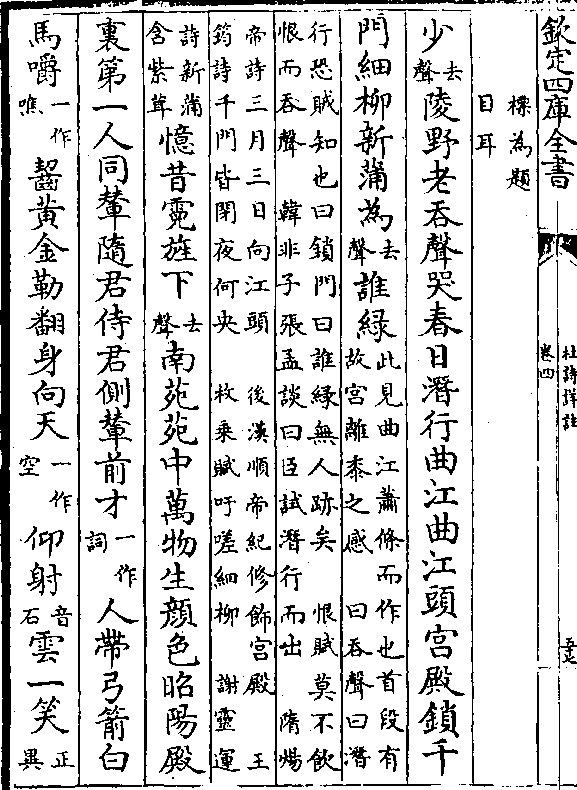 欽定四庫全書
杜詩詳註
卷四
標為題
目耳
少去聲陵野老吞聲哭春日潛行曲江曲江頭宮殿鎖千
門細柳新蒲為去聲誰綠此見曲江蕭條而作也首段有故宮離黍之感 曰吞聲曰潛
行恐賊知也曰鎖門曰誰綠無人跡矣 恨賦莫不飲
恨而吞聲 韓非子張孟談曰臣試潛行而出 隋煬
帝詩三月三日向江頭 後漢順帝紀修飾宮殿 王
筠詩千門皆閉夜何央 枚乘賦吁嗟細柳 謝靈運
詩新蒲含紫茸憶昔霓旌下去聲南苑苑中萬物生顏色昭陽殿
裏第一人同輦隨君侍君側輦前才一作詞人帶弓箭白
馬嚼一作噍齧黃金勒翻身向天一作空仰射音石雲一笑正異